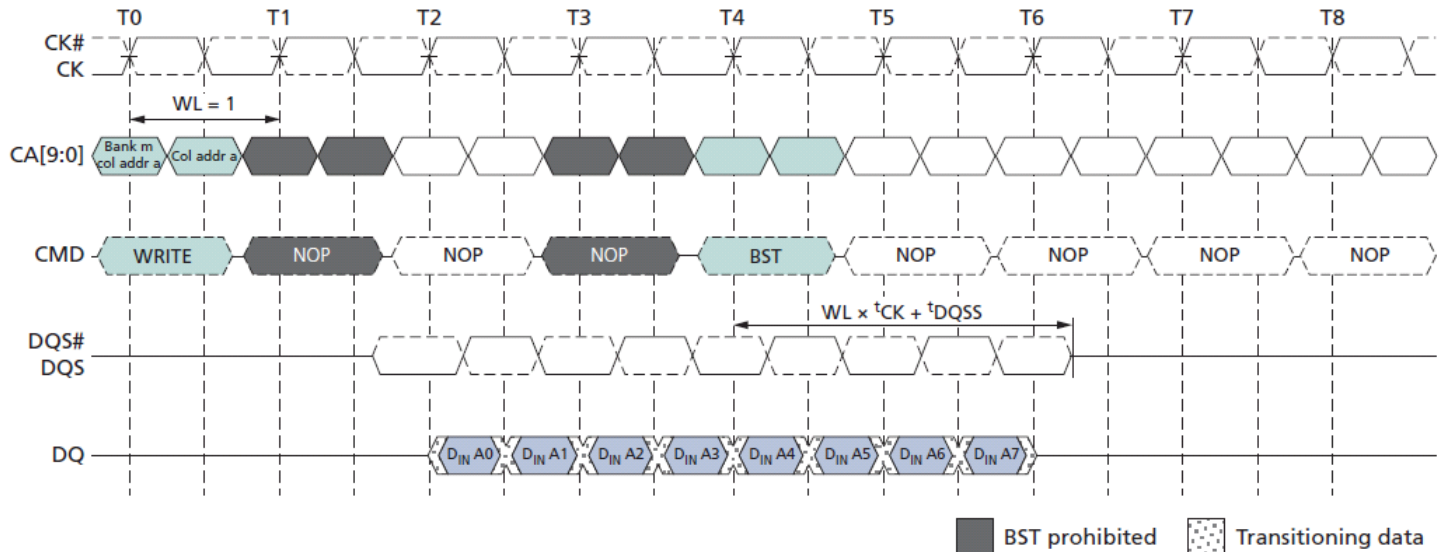 T0 T1 T2 T3 T4 T5 T6 T7 T8
CK#
CK
WL = 1
CA[9:0]
Bank m
col addr a
Col addr a
CMD
WRITE NOP NOP NOP BST NOP NOP NOP NOP
WL × tCK + tDQSS
DQS#
DQS
DQ
DIN A0 DIN A1 DIN A2 DIN A3 DIN A4 DIN A5 DIN A6 DIN A7
BST prohibited Transitioning data